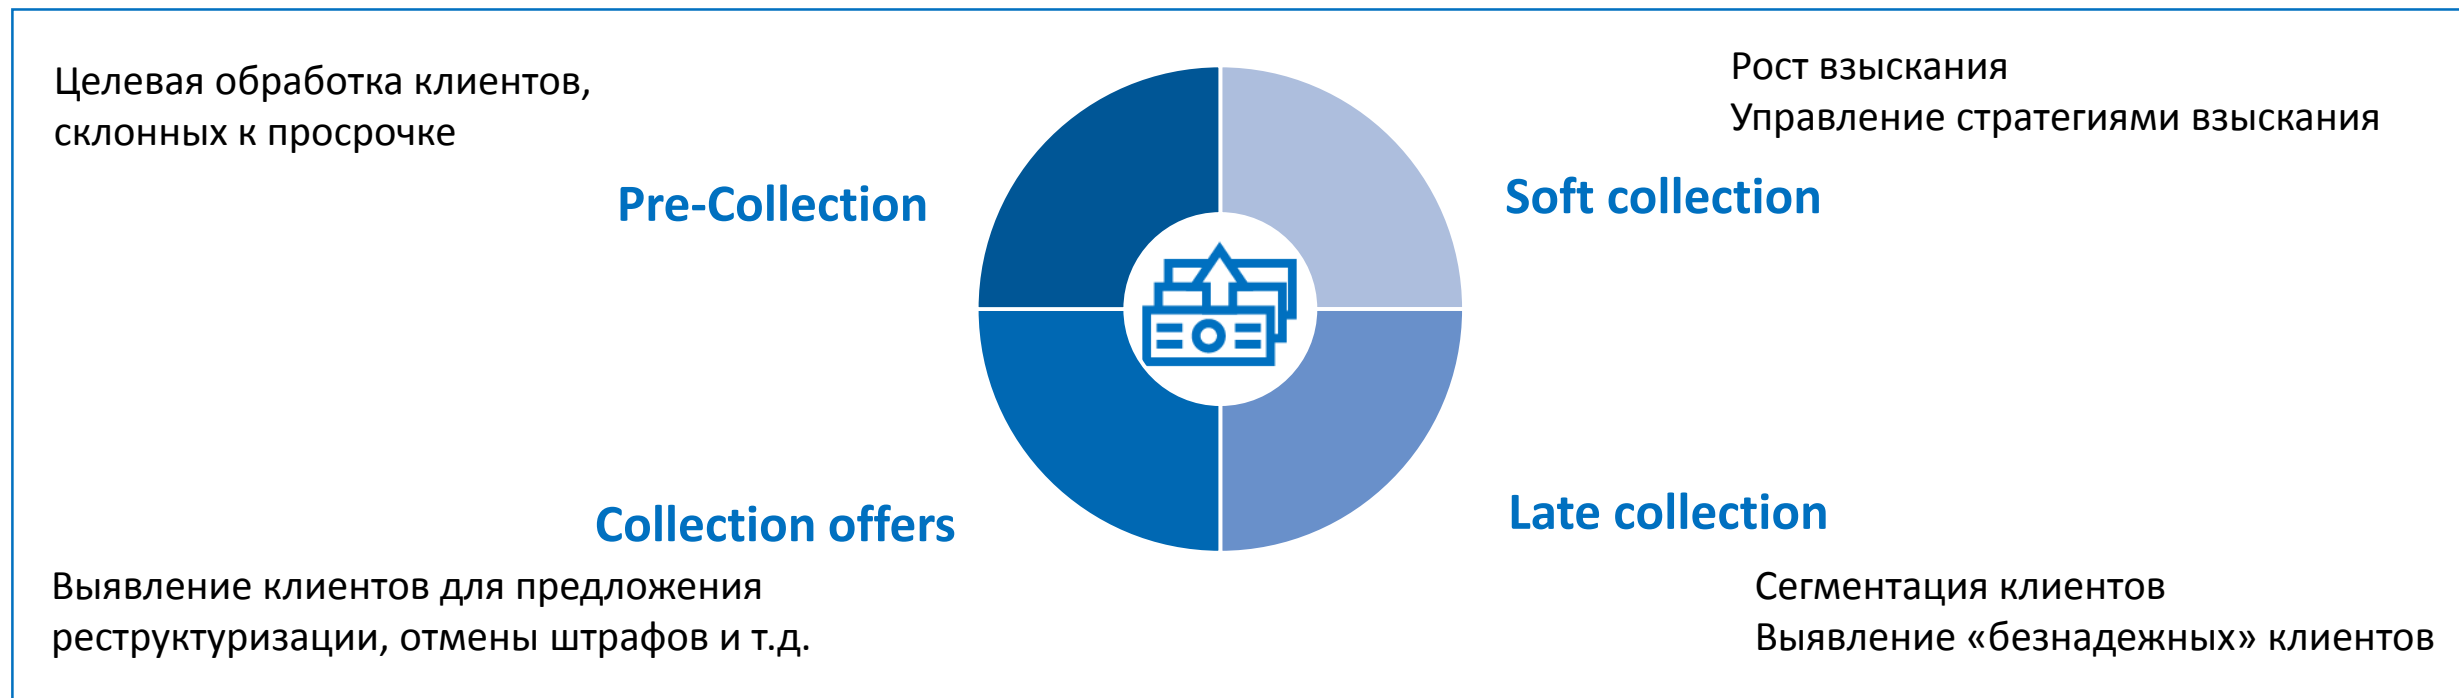 Целевая обработка клиентов,
склонных к просрочке
Pre-Collection
Рост взыскания
Управление стратегиями взыскания
Soft collection
Collection offers
Выявление клиентов для предложения
реструктуризации, отмены штрафов и т.д.
Late collection
Сегментация клиентов
Выявление «безнадежных» клиентов